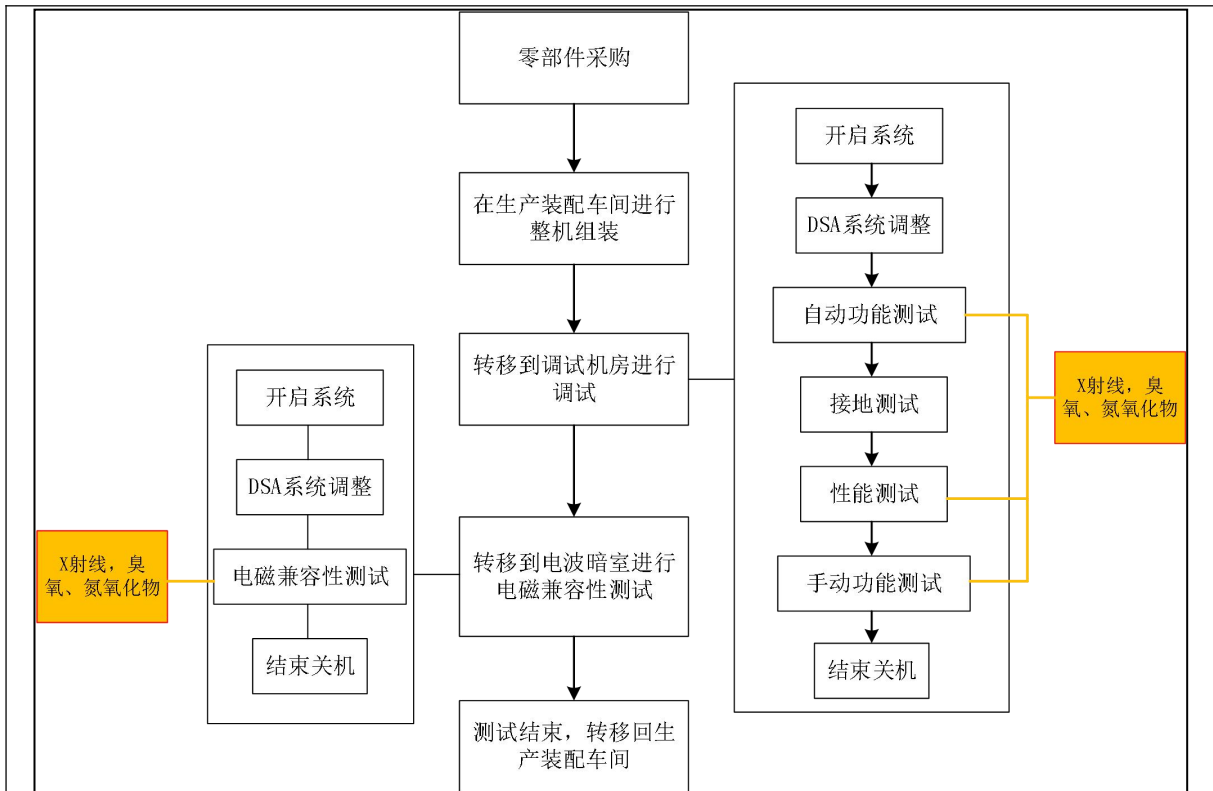 零部件采购
在生产装配车间进行
整机组装
转移到调试机房进行
调试
转移到电波暗室进行
电磁兼容性测试
测试结束，转移回生
产装配车间
开启系统
DSA系统调整
电磁兼容性测试
结束关机
X射线，臭
氧、氮氧化物
开启系统
DSA系统调整
自动功能测试
接地测试
性能测试
手动功能测试
结束关机
X射线，臭
氧、氮氧化物